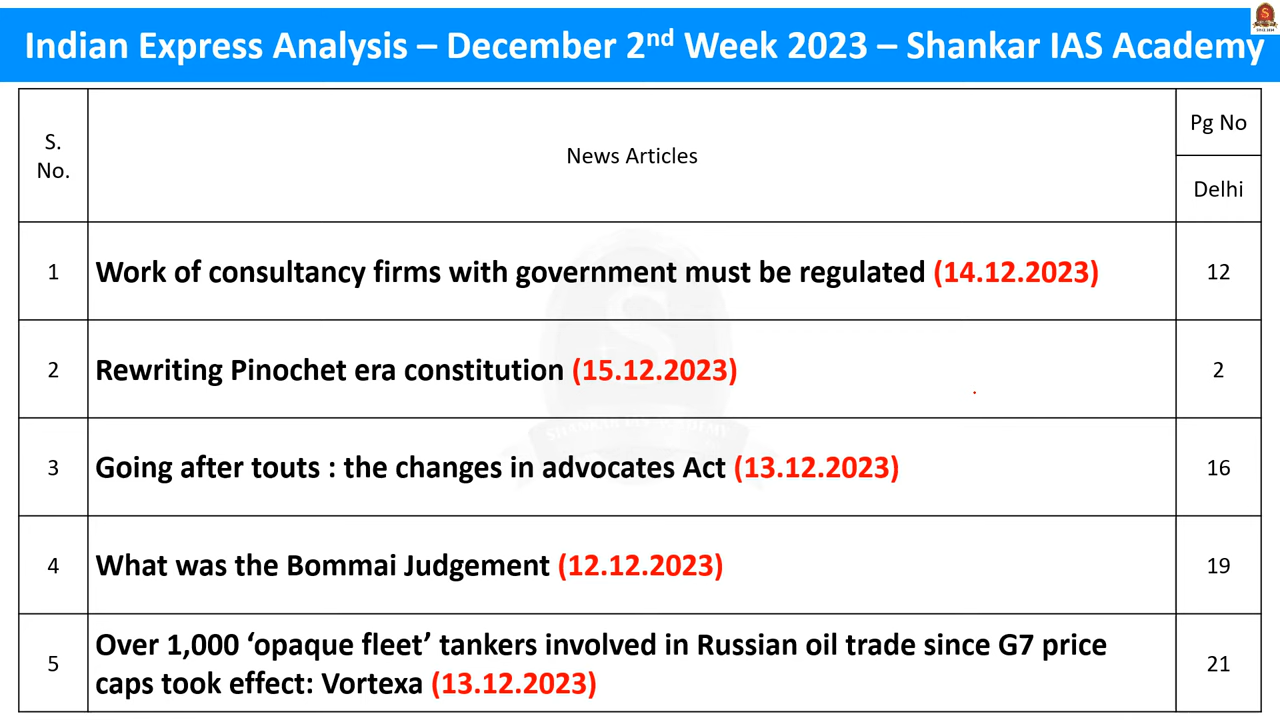 Indian Express Analysis – December 2nd Week 2023 – Shankar IAS Academy
S. No.
News Articles
Pg No
Delhi
1
Work of consultancy firms with government must be regulated (14.12.2023)
12
2
Rewriting Pinochet era constitution (15.12.2023)
2
3
Going after touts : the changes in advocates Act (13.12.2023)
16
4
What was the Bommai Judgement (12.12.2023)
19
5
Over 1,000 ‘opaque fleet’ tankers involved in Russian oil trade since G7 price
caps took effect: Vortexa (13.12.2023)
21